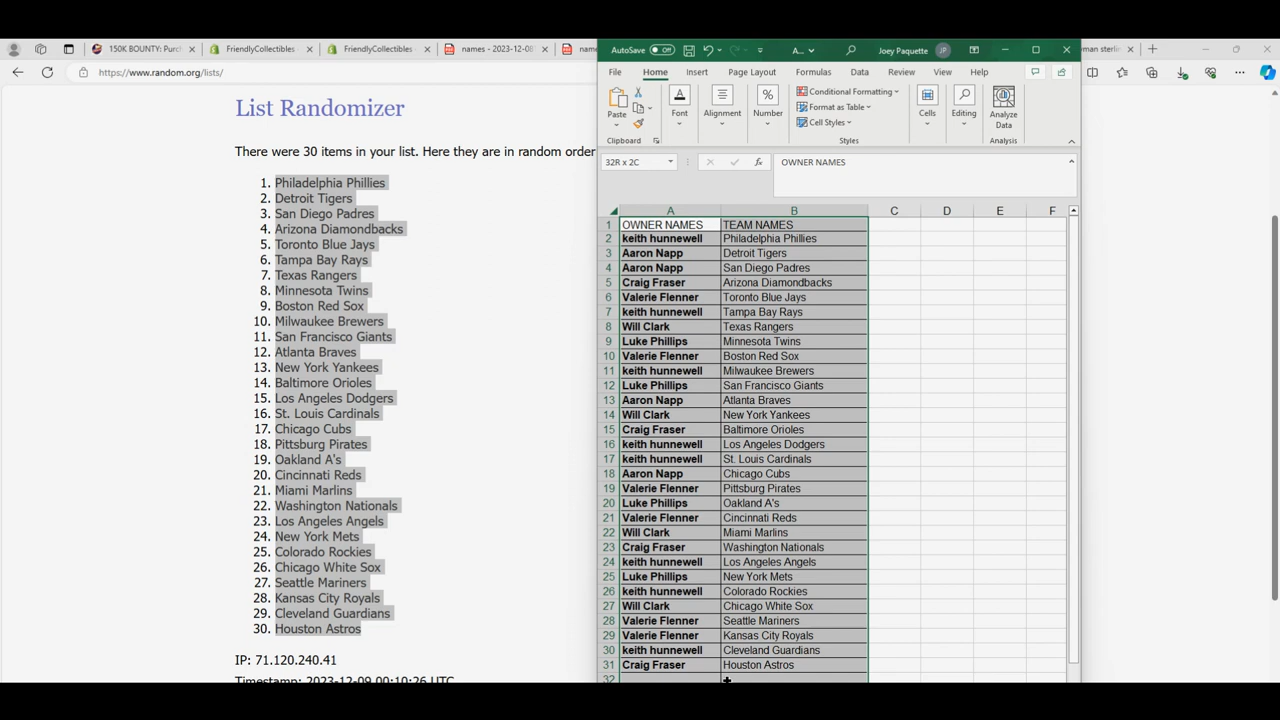 150K BOUNTY: Purc
FriendlyCollectibles
FriendlyCollectibles
names - 2023-12-08
name
man sterlin
https://www.random.org/lists/
List Randomizer
There were 30 items in your list. Here they are in random order
1. Philadelphia Phillies
2. Detroit Tigers
3. San Diego Padres
4. Arizona Diamondbacks
5. Toronto Blue Jays
6. Tampa Bay Rays
7. Texas Rangers
8. Minnesota Twins
9. Boston Red Sox
10. Milwaukee Brewers
11. San Francisco Giants
12. Atlanta Braves
13. New York Yankees
14. Baltimore Orioles
15. Los Angeles Dodgers
16. St. Louis Cardinals
17. Chicago Cubs
18. Pittsburg Pirates
19. Oakland A's
20. Cincinnati Reds
21. Miami Marlins
22. Washington Nationals
23. Los Angeles Angels
24. New York Mets
25. Colorado Rockies
26. Chicago White Sox
27. Seattle Mariners
28. Kansas City Royals
29. Cleveland Guardians
30. Houston Astros
IP: 71.120.240.41
Timestamp: 2023-12-09 00:10:26 UTC
AutoSave Off A... Joey Paquette JP
File Home Insert Page Layout Formulas Data Review View Help
Paste Font Alignment Number Conditional Formatting Format as Table Cell Styles Cells Editing Analyze Data
Clipboard Styles Analysis
32R x 2C fx OWNER NAMES
A B C D E F
1 OWNER NAMES TEAM NAMES
2 keith hunnewell Philadelphia Phillies
3 Aaron Napp Detroit Tigers
4 Aaron Napp San Diego Padres
5 Craig Fraser Arizona Diamondbacks
6 Valerie Flenner Toronto Blue Jays
7 keith hunnewell Tampa Bay Rays
8 Will Clark Texas Rangers
9 Luke Phillips Minnesota Twins
10 Valerie Flenner Boston Red Sox
11 keith hunnewell Milwaukee Brewers
12 Luke Phillips San Francisco Giants
13 Aaron Napp Atlanta Braves
14 Will Clark New York Yankees
15 Craig Fraser Baltimore Orioles
16 keith hunnewell Los Angeles Dodgers
17 keith hunnewell St. Louis Cardinals
18 Aaron Napp Chicago Cubs
19 Valerie Flenner Pittsburg Pirates
20 Luke Phillips Oakland A's
21 Valerie Flenner Cincinnati Reds
22 Will Clark Miami Marlins
23 Craig Fraser Washington Nationals
24 keith hunnewell Los Angeles Angels
25 Luke Phillips New York Mets
26 keith hunnewell Colorado Rockies
27 Will Clark Chicago White Sox
28 Valerie Flenner Seattle Mariners
29 Valerie Flenner Kansas City Royals
30 keith hunnewell Cleveland Guardians
31 Craig Fraser Houston Astros
32